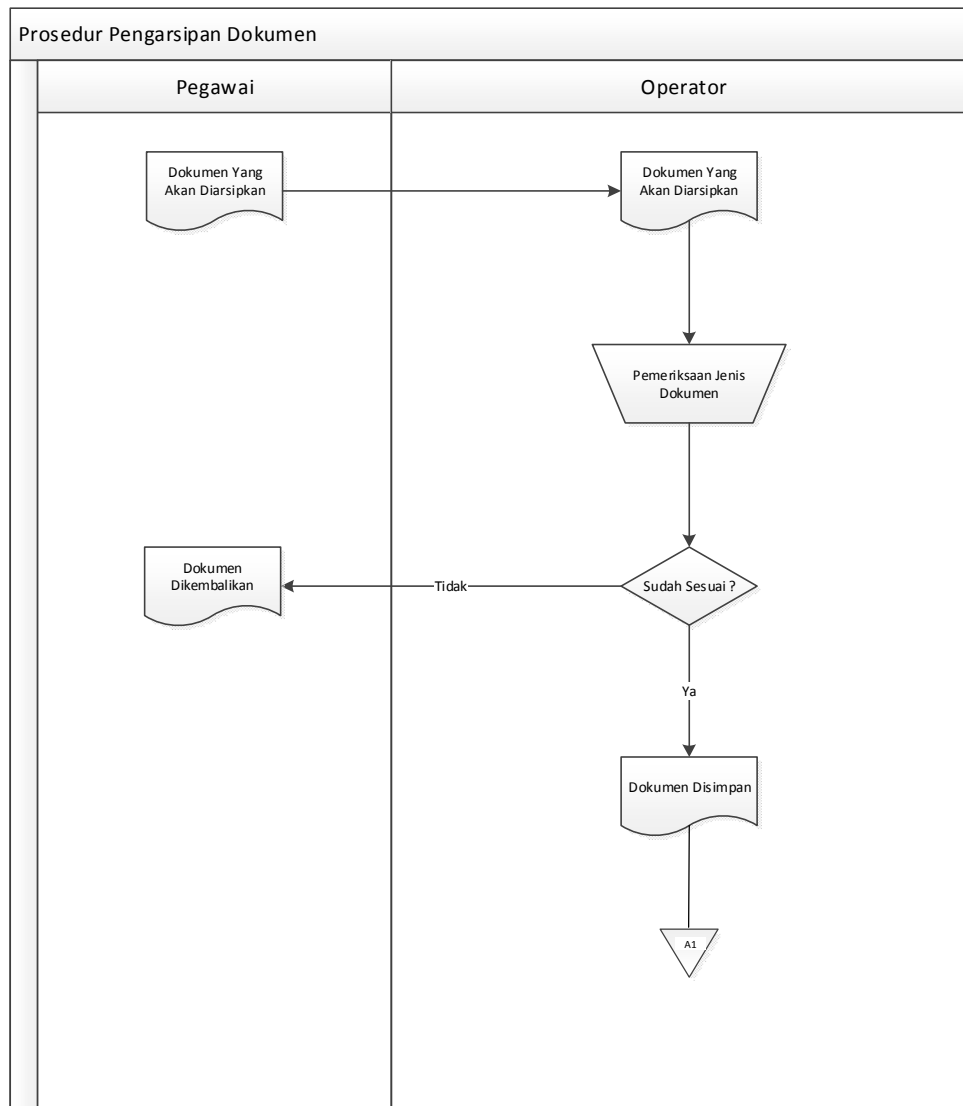 Prosedur Pengarsipan Dokumen
Pegawai
Operator
Dokumen Yang
Akan Diarsipkan
Dokumen Yang
Akan Diarsipkan
Pemeriksaan Jenis
Dokumen
Dokumen
Dikembalikan
Tidak
Sudah Sesuai ?
Ya
Dokumen Disimpan
A1